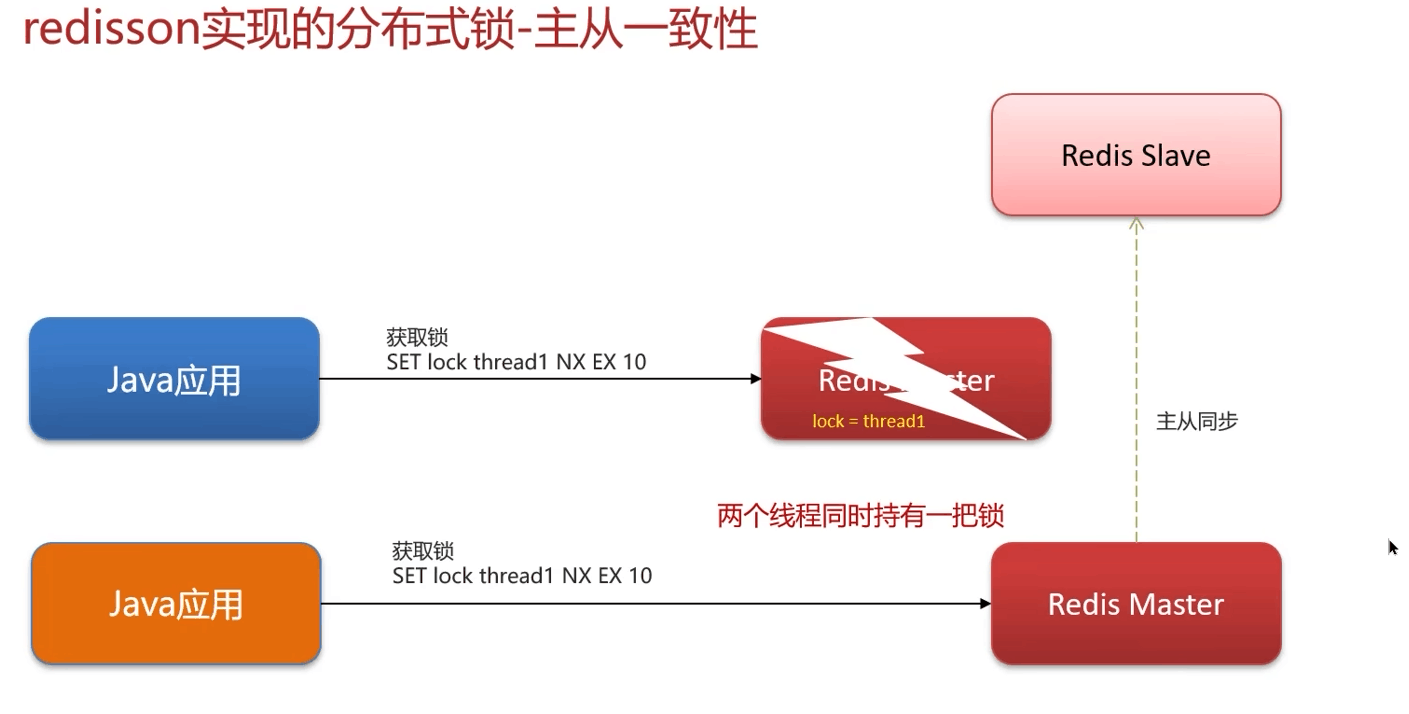 redisson实现的分布式锁-主从一致性
Redis Slave
获取锁
SET lock thread1 NX EX 10
Java应用
Redis Master
lock = thread1
主从同步
两个线程同时持有一把锁
获取锁
SET lock thread1 NX EX 10
Java应用
Redis Master